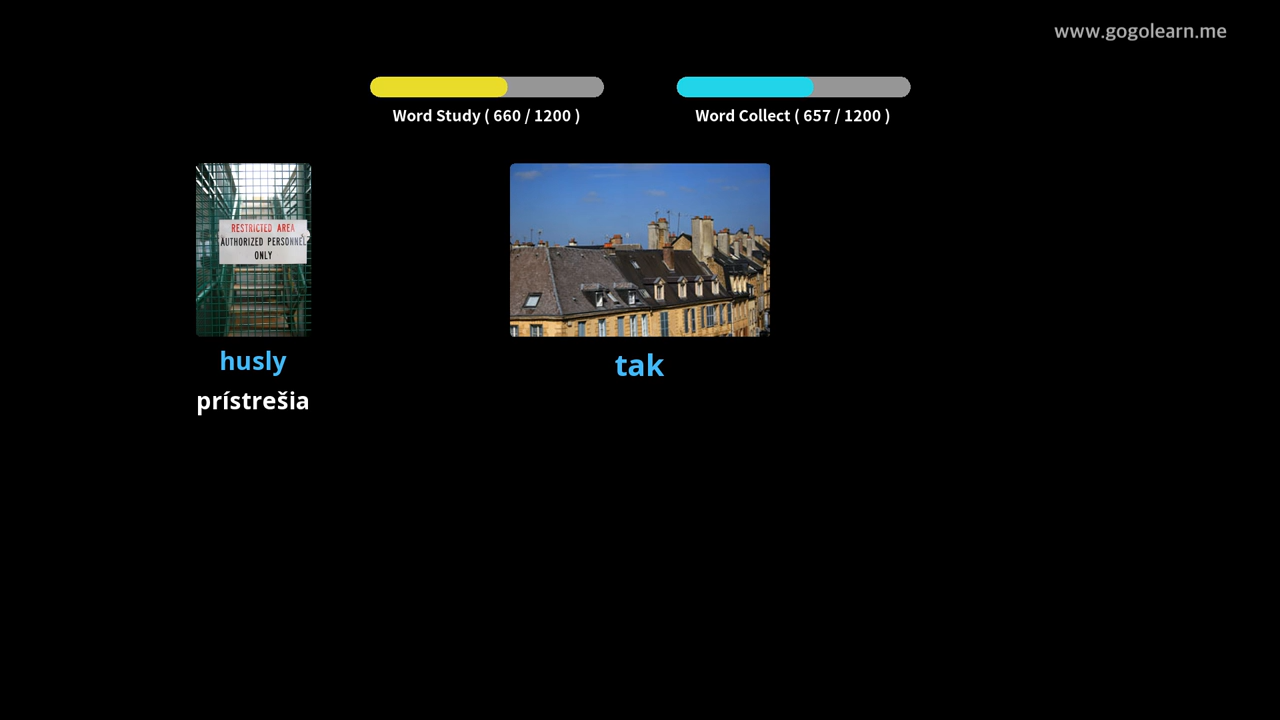 www.gogolearn.me
Word Study ( 660 / 1200 )
Word Collect ( 657 / 1200 )
RESTRICTED AREA
AUTHORIZED PERSONNEL
ONLY
husly
prístrešia
tak